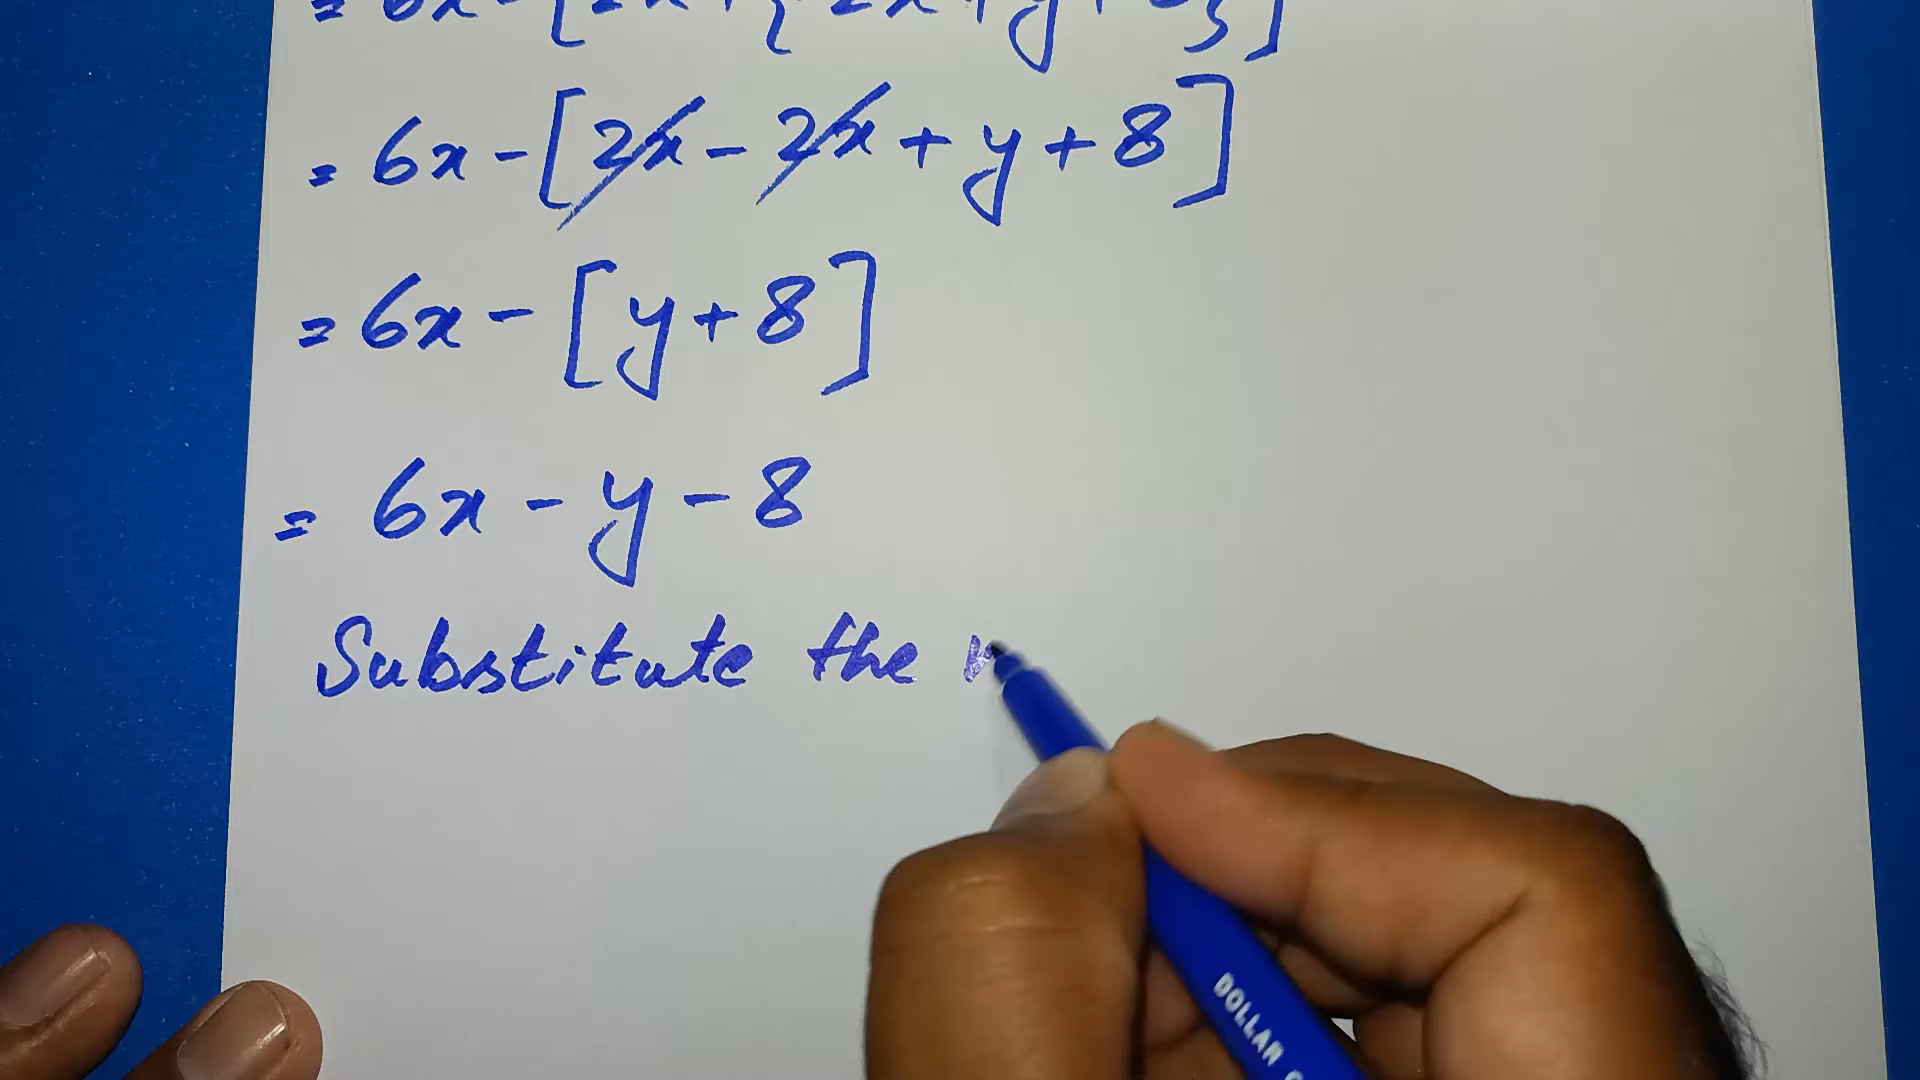 = 6x - [2x - 2x + y + 8]
= 6x - [y + 8]
= 6x - y - 8
Substitute the
DOLLAR